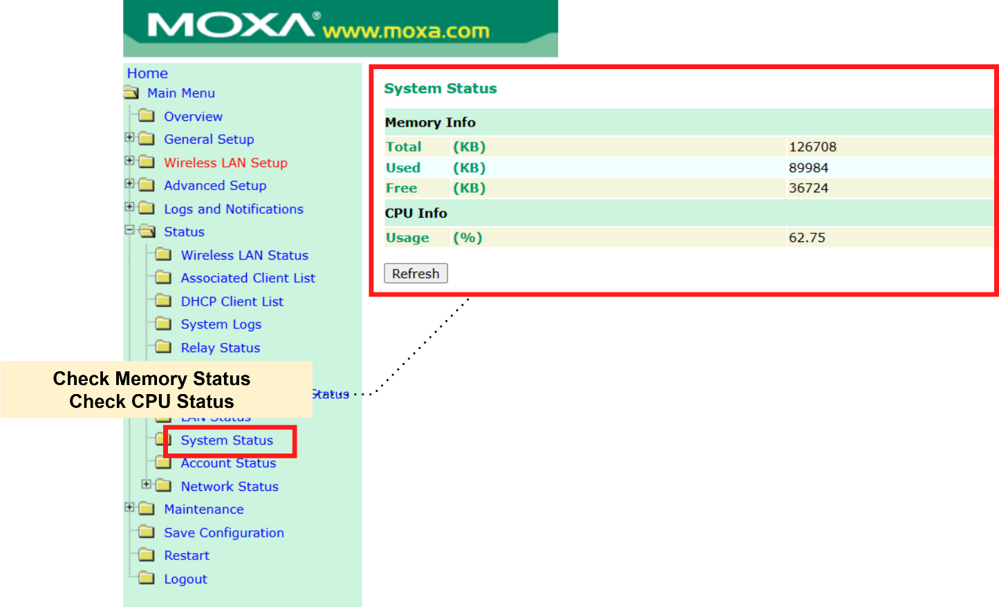 MOXA® www.moxa.com
Home
Main Menu
Overview
General Setup
Wireless LAN Setup
Advanced Setup
Logs and Notifications
Status
Wireless LAN Status
Associated Client List
DHCP Client List
System Logs
Relay Status
Check Memory Status
Check CPU Status
Status
LAN Status
System Status
Account Status
Network Status
Maintenance
Save Configuration
Restart
Logout
System Status
Memory Info
Total (KB) 126708
Used (KB) 89984
Free (KB) 36724
CPU Info
Usage (%) 62.75
Refresh